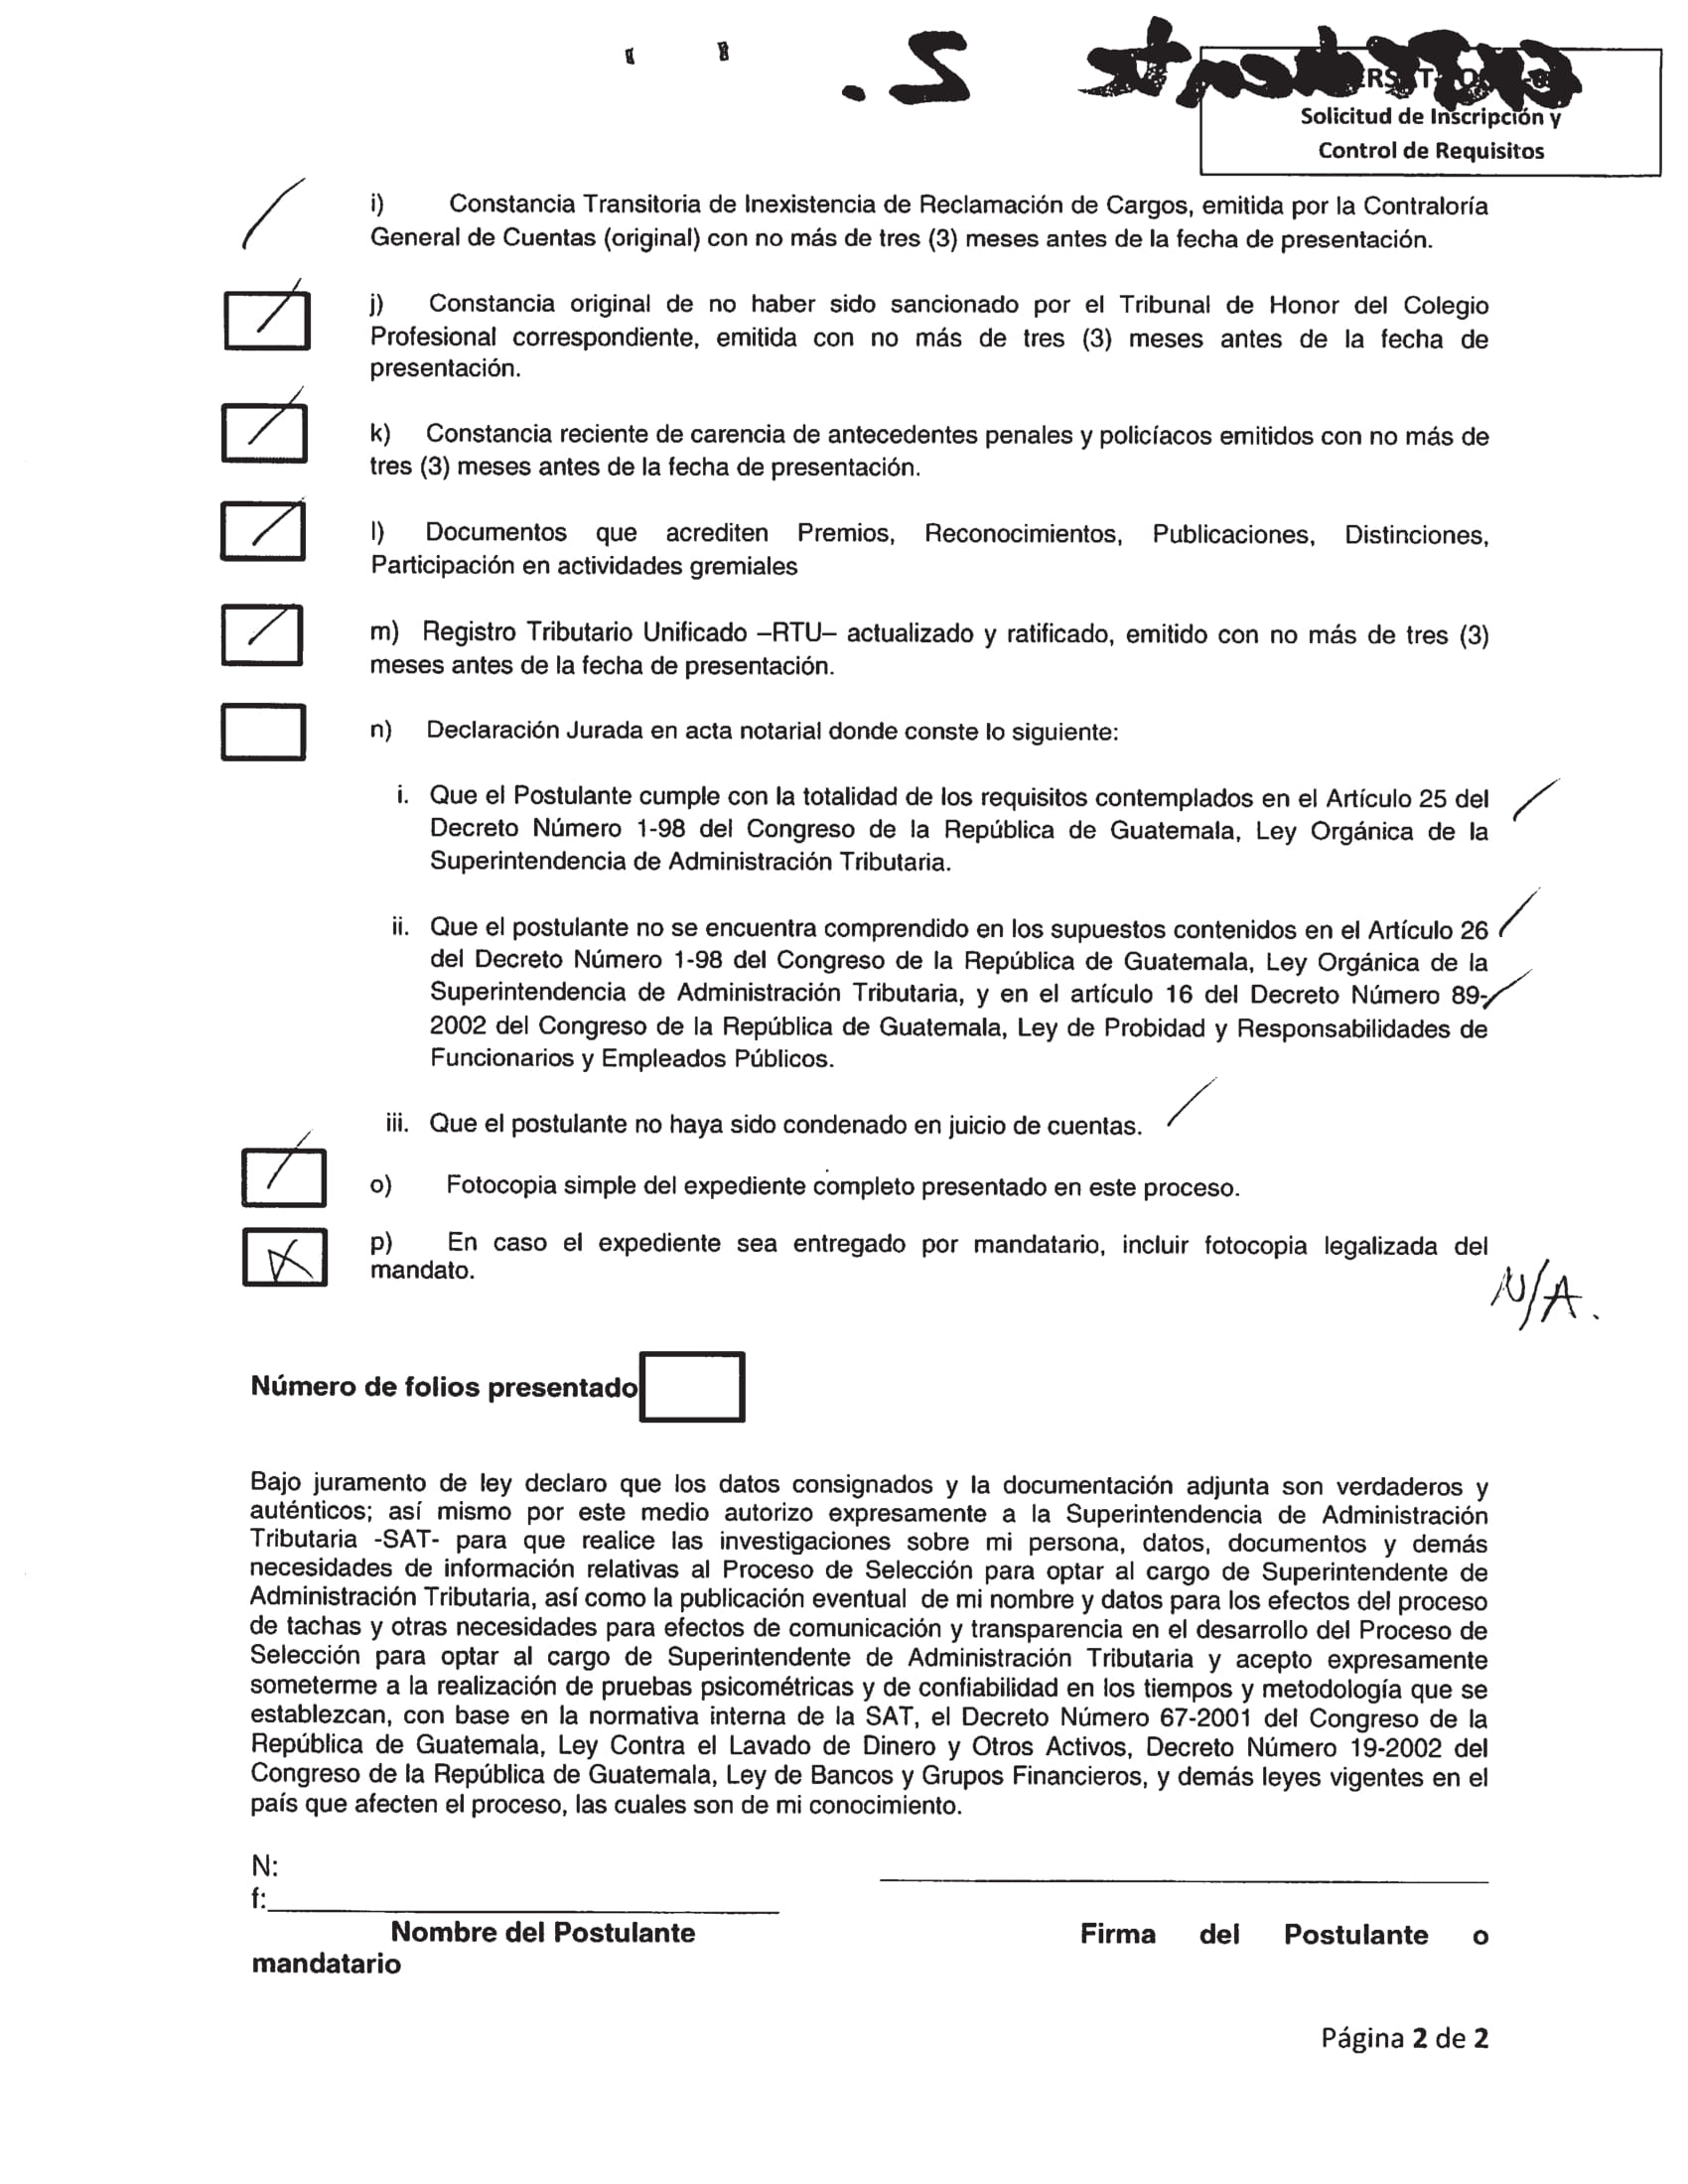 Solicitud de Inscripción y
Control de Requisitos
i) Constancia Transitoria de Inexistencia de Reclamación de Cargos, emitida por la Contraloría
General de Cuentas (original) con no más de tres (3) meses antes de la fecha de presentación.
j) Constancia original de no haber sido sancionado por el Tribunal de Honor del Colegio
Profesional correspondiente, emitida con no más de tres (3) meses antes de la fecha de
presentación.
k) Constancia reciente de carencia de antecedentes penales y policíacos emitidos con no más de
tres (3) meses antes de la fecha de presentación.
l) Documentos que acrediten Premios, Reconocimientos, Publicaciones, Distinciones,
Participación en actividades gremiales
m) Registro Tributario Unificado –RTU– actualizado y ratificado, emitido con no más de tres (3)
meses antes de la fecha de presentación.
n) Declaración Jurada en acta notarial donde conste lo siguiente:
i. Que el Postulante cumple con la totalidad de los requisitos contemplados en el Artículo 25 del
Decreto Número 1-98 del Congreso de la República de Guatemala, Ley Orgánica de la
Superintendencia de Administración Tributaria.
ii. Que el postulante no se encuentra comprendido en los supuestos contenidos en el Artículo 26
del Decreto Número 1-98 del Congreso de la República de Guatemala, Ley Orgánica de la
Superintendencia de Administración Tributaria, y en el artículo 16 del Decreto Número 89-
2002 del Congreso de la República de Guatemala, Ley de Probidad y Responsabilidades de
Funcionarios y Empleados Públicos.
iii. Que el postulante no haya sido condenado en juicio de cuentas.
o) Fotocopia simple del expediente completo presentado en este proceso.
p) En caso el expediente sea entregado por mandatario, incluir fotocopia legalizada del
mandato.
N/A.
Número de folios presentado
Bajo juramento de ley declaro que los datos consignados y la documentación adjunta son verdaderos y
auténticos; así mismo por este medio autorizo expresamente a la Superintendencia de Administración
Tributaria -SAT- para que realice las investigaciones sobre mi persona, datos, documentos y demás
necesidades de información relativas al Proceso de Selección para optar al cargo de Superintendente de
Administración Tributaria, así como la publicación eventual de mi nombre y datos para los efectos del proceso
de tachas y otras necesidades para efectos de comunicación y transparencia en el desarrollo del Proceso de
Selección para optar al cargo de Superintendente de Administración Tributaria y acepto expresamente
someterme a la realización de pruebas psicométricas y de confiabilidad en los tiempos y metodología que se
establezcan, con base en la normativa interna de la SAT, el Decreto Número 67-2001 del Congreso de la
República de Guatemala, Ley Contra el Lavado de Dinero y Otros Activos, Decreto Número 19-2002 del
Congreso de la República de Guatemala, Ley de Bancos y Grupos Financieros, y demás leyes vigentes en el
país que afecten el proceso, las cuales son de mi conocimiento.
N:
f:
Nombre del Postulante Firma del Postulante o
mandatario
Página 2 de 2